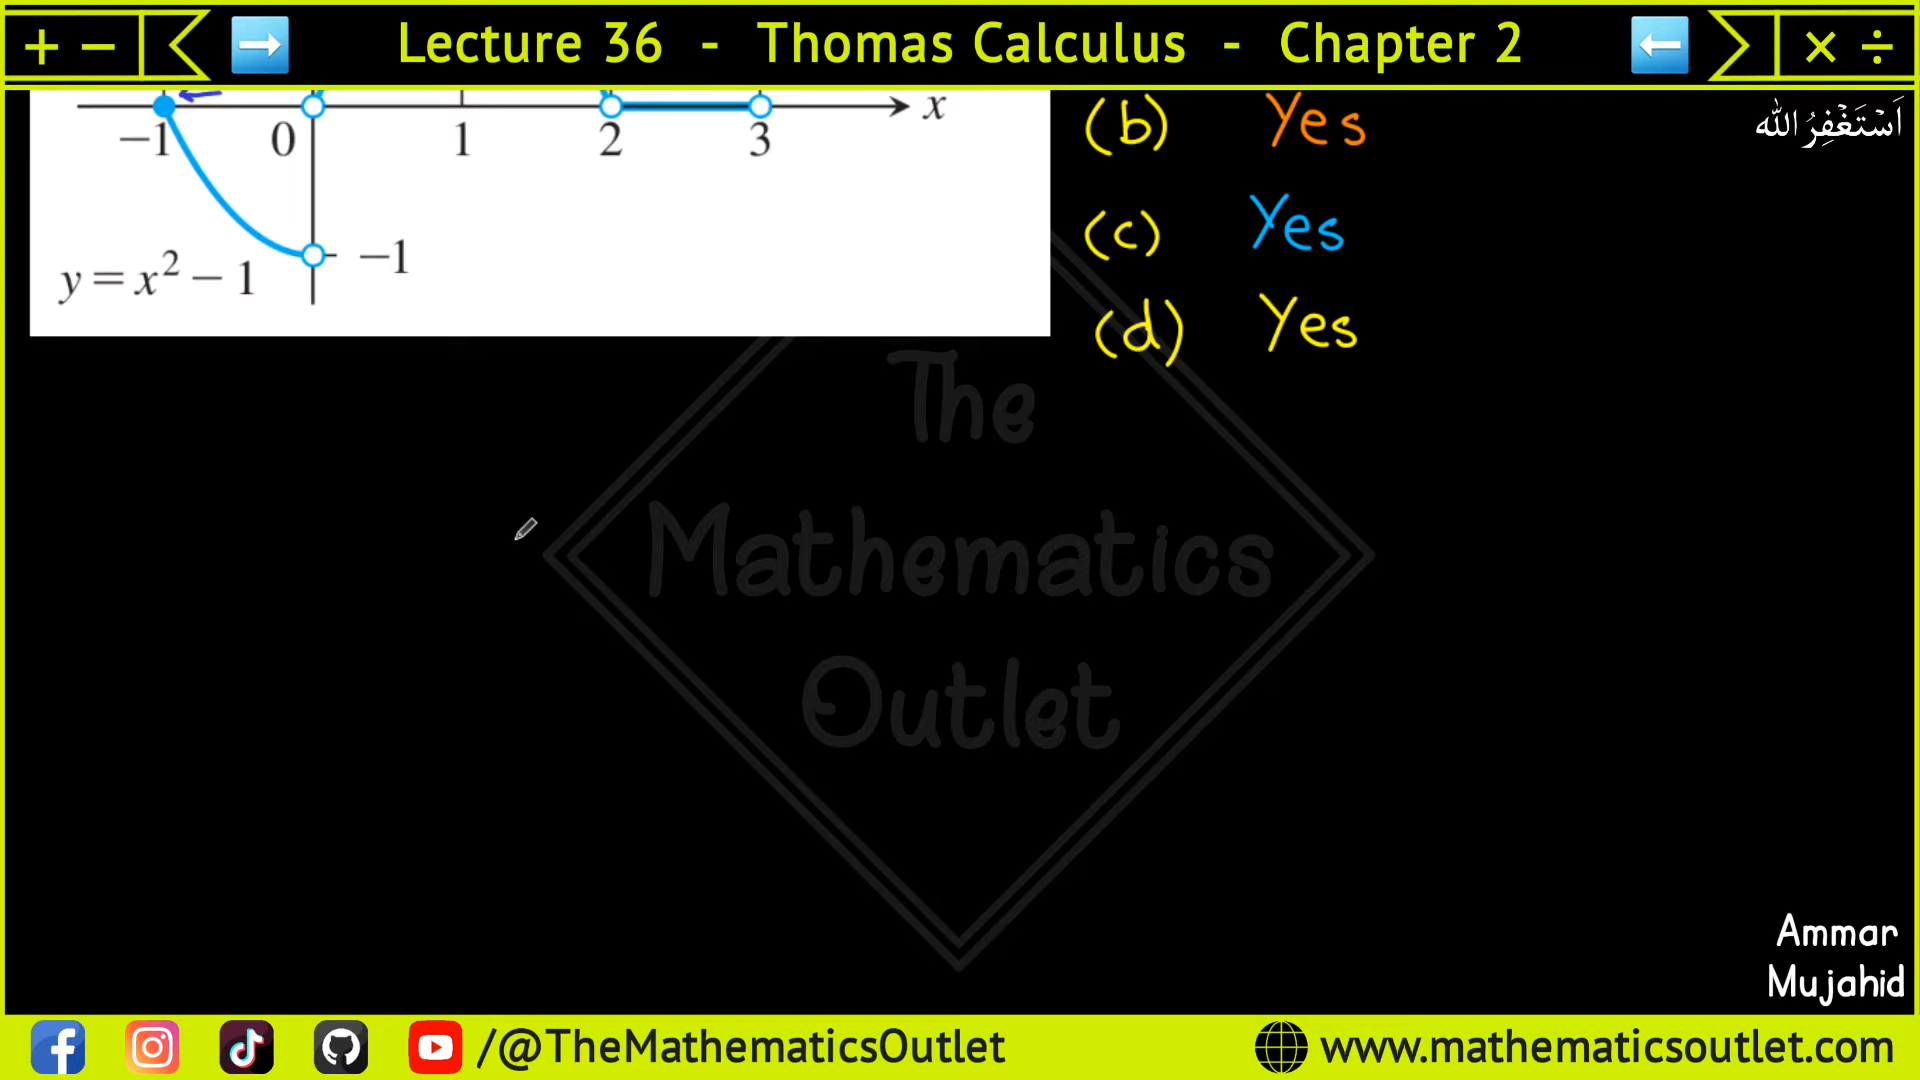 + − Lecture 36 - Thomas Calculus - Chapter 2 × ÷
اَسْتَغْفِرُ اللّٰه
−1 0 1 2 3 x
−1
y = x² − 1
(b) Yes
(c) Yes
(d) Yes
The
Mathematics
Outlet
Ammar
Mujahid
/@TheMathematicsOutlet www.mathematicsoutlet.com